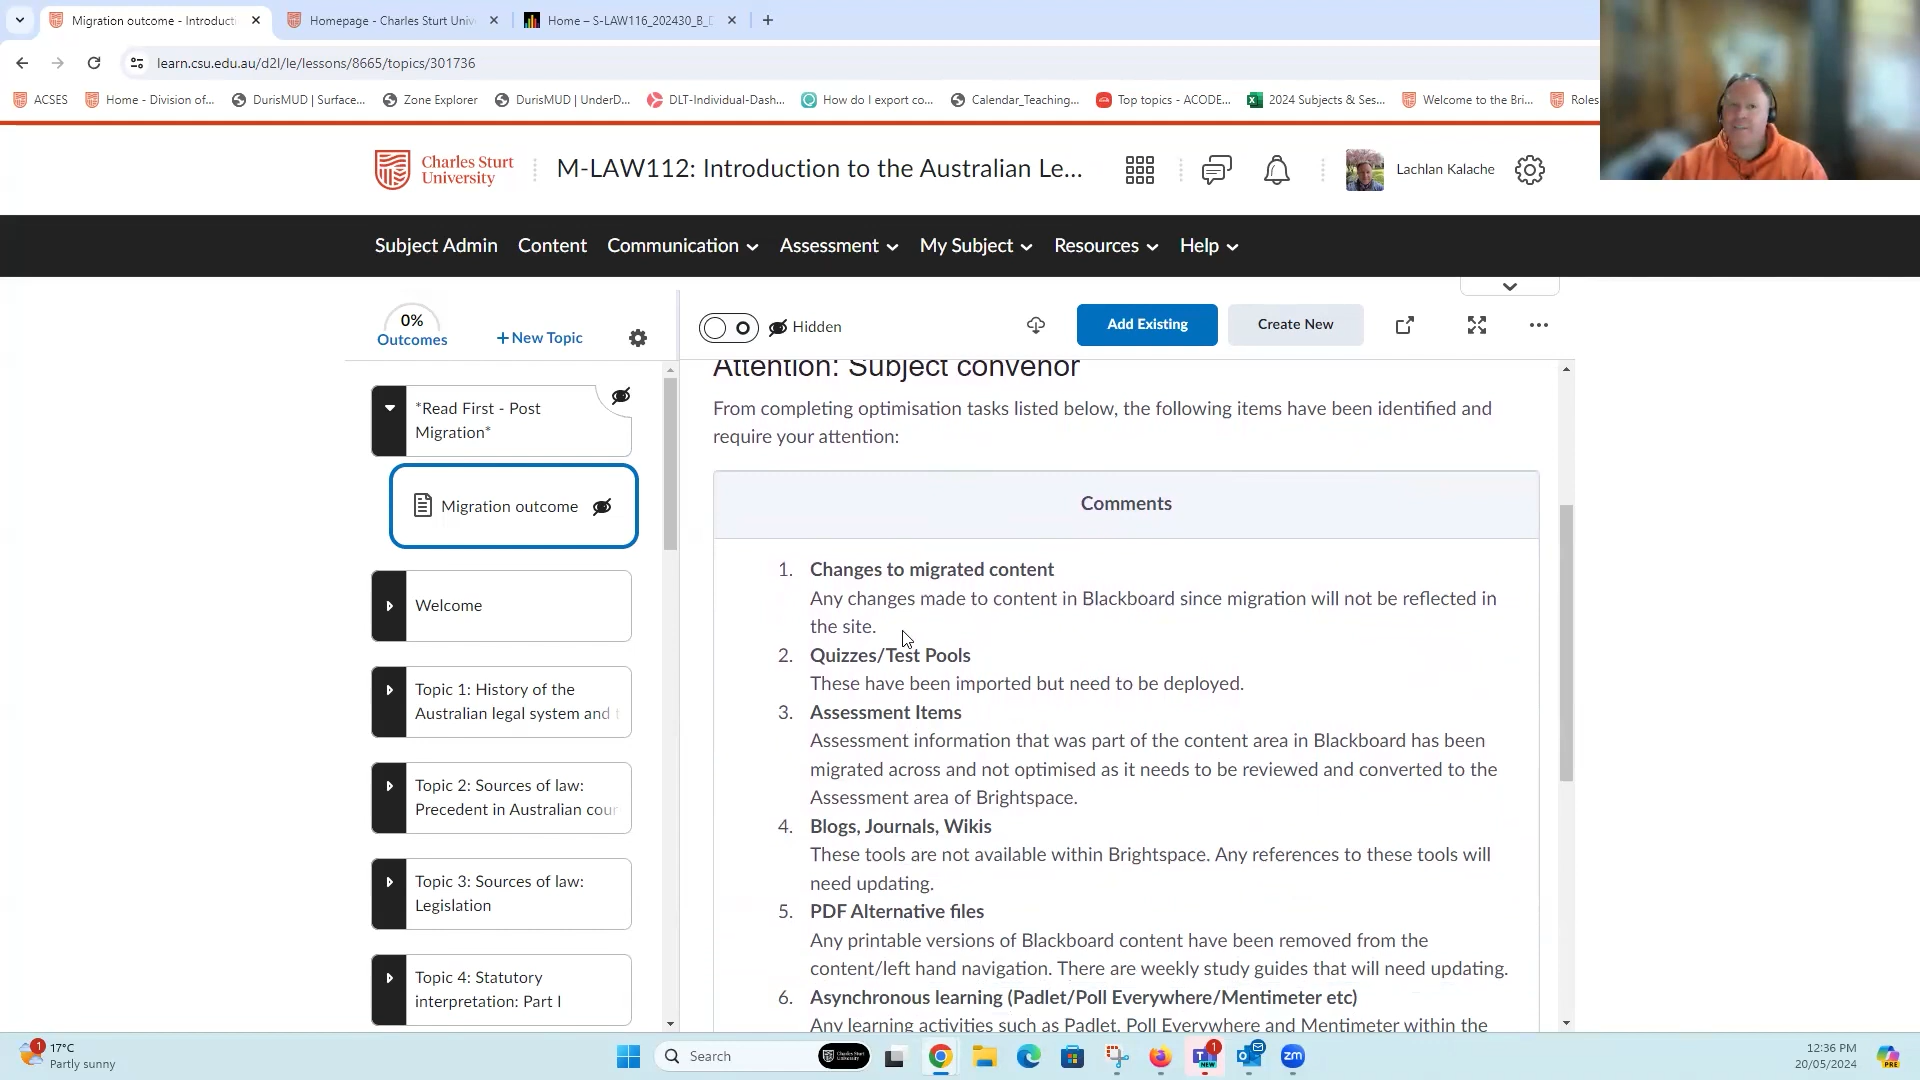 Migration outcome - Introducti
Homepage - Charles Sturt Univ
Home – S-LAW116_202430_B_D
learn.csu.edu.au/d2l/le/lessons/8665/topics/301736
ACSES
Home - Division of...
DurisMUD | Surface...
Zone Explorer
DurisMUD | UnderD...
DLT-Individual-Dash...
How do I export co...
Calendar_Teaching...
Top topics - ACODE...
2024 Subjects & Ses...
Welcome to the Bri...
Roles
Charles Sturt
University
M-LAW112: Introduction to the Australian Le...
Lachlan Kalache
Subject Admin
Content
Communication
Assessment
My Subject
Resources
Help
0%
Outcomes
+ New Topic
Hidden
Add Existing
Create New
*Read First - Post
Migration*
Migration outcome
Welcome
Topic 1: History of the
Australian legal system and t
Topic 2: Sources of law:
Precedent in Australian cour
Topic 3: Sources of law:
Legislation
Topic 4: Statutory
interpretation: Part I
Attention: Subject convenor
From completing optimisation tasks listed below, the following items have been identified and
require your attention:
Comments
1. Changes to migrated content
Any changes made to content in Blackboard since migration will not be reflected in
the site.
2. Quizzes/Test Pools
These have been imported but need to be deployed.
3. Assessment Items
Assessment information that was part of the content area in Blackboard has been
migrated across and not optimised as it needs to be reviewed and converted to the
Assessment area of Brightspace.
4. Blogs, Journals, Wikis
These tools are not available within Brightspace. Any references to these tools will
need updating.
5. PDF Alternative files
Any printable versions of Blackboard content have been removed from the
content/left hand navigation. There are weekly study guides that will need updating.
6. Asynchronous learning (Padlet/Poll Everywhere/Mentimeter etc)
Any learning activities such as Padlet, Poll Everywhere and Mentimeter within the
1
17°C
Partly sunny
Search
Charles Sturt
University
1
NEW
zm
12:36 PM
20/05/2024
PRE